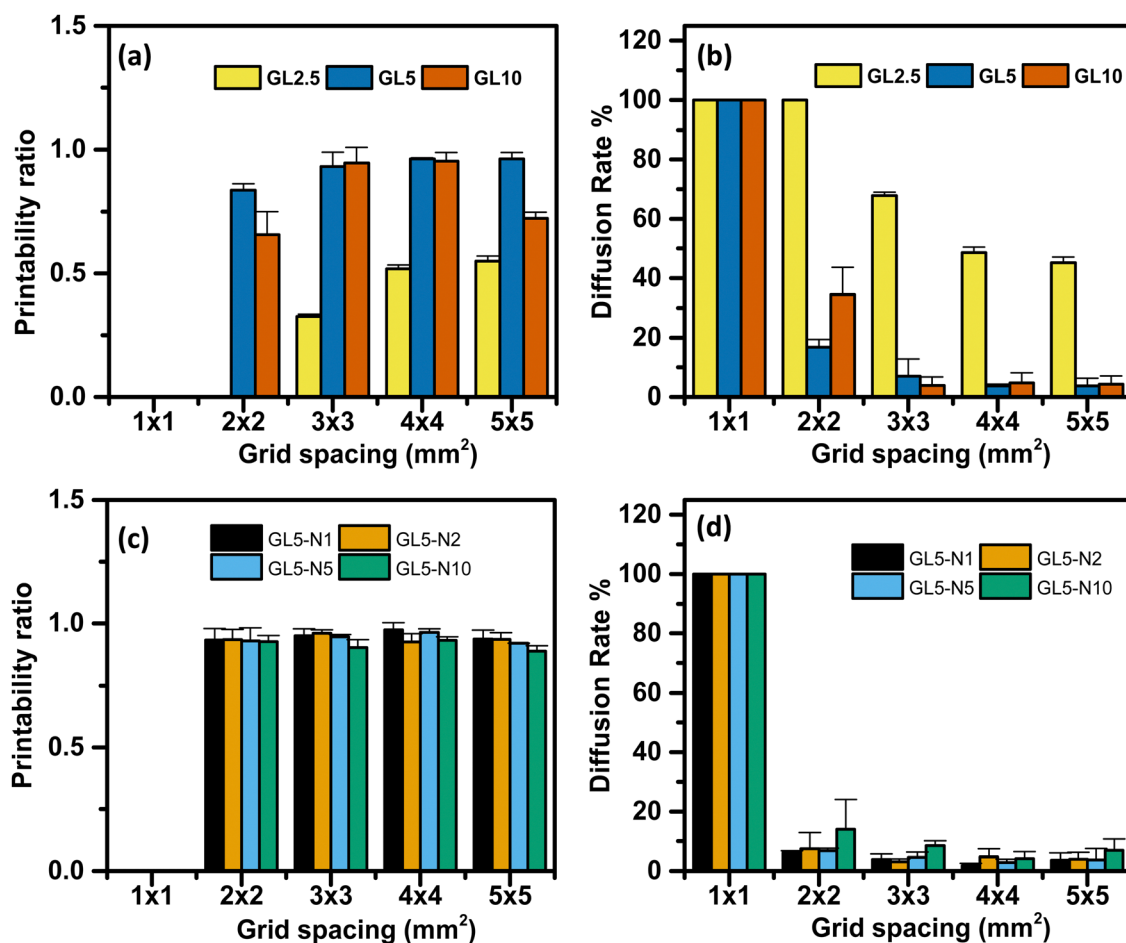 (a)
GL2.5 GL5 GL10
Printability ratio
1.5
1.0
0.5
0.0
1x1 2x2 3x3 4x4 5x5
Grid spacing (mm²)
(b)
GL2.5 GL5 GL10
Diffusion Rate %
120
100
80
60
40
20
0
1x1 2x2 3x3 4x4 5x5
Grid spacing (mm²)
(c)
GL5-N1 GL5-N2
GL5-N5 GL5-N10
Printability ratio
1.5
1.0
0.5
0.0
1x1 2x2 3x3 4x4 5x5
Grid spacing (mm²)
(d)
GL5-N1 GL5-N2
GL5-N5 GL5-N10
Diffusion Rate %
120
100
80
60
40
20
0
1x1 2x2 3x3 4x4 5x5
Grid spacing (mm²)